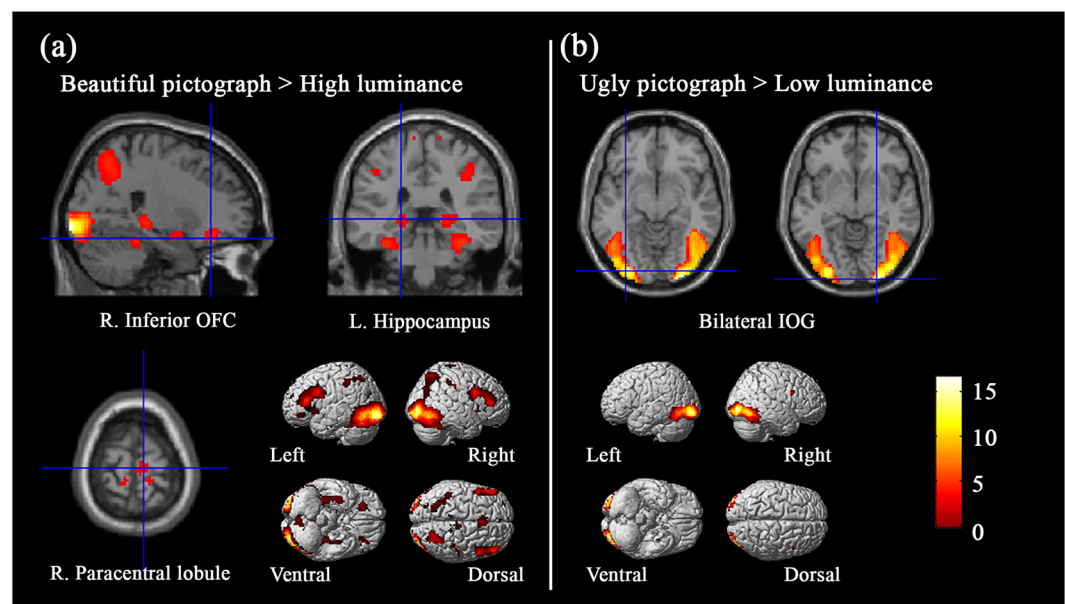 (a)
Beautiful pictograph > High luminance
R. Inferior OFC
L. Hippocampus
R. Paracentral lobule
Left
Right
Ventral
Dorsal
(b)
Ugly pictograph > Low luminance
Bilateral IOG
Left
Right
Ventral
Dorsal
15
10
5
0